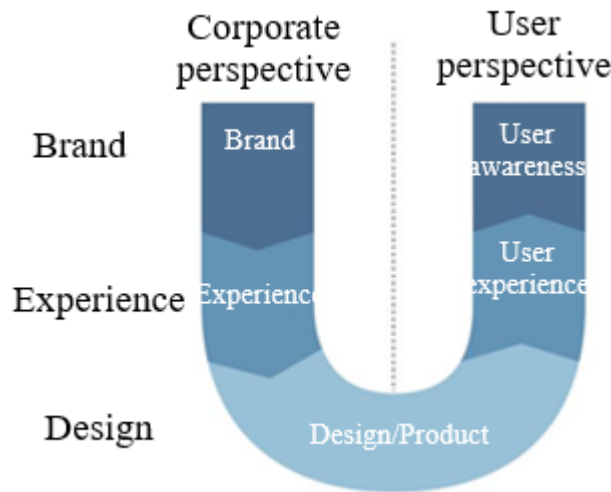 Corporate
perspective
User
perspective
Brand
Brand
User
awareness
Experience
Experience
User
experience
Design
Design/Product